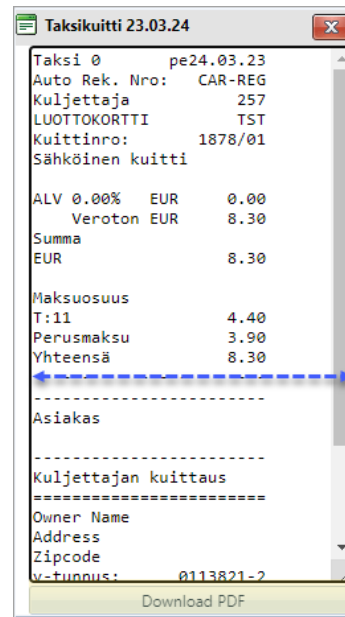 Taksikuitti 23.03.24
Taksi 0 pe24.03.23
Auto Rek. Nro: CAR-REG
Kuljettaja 257
LUOTTOKORTTI TST
Kuittinro: 1878/01
Sähköinen kuitti
ALV 0.00% EUR 0.00
Veroton EUR 8.30
Summa
EUR 8.30
Maksuosuus
T:11 4.40
Perusmaksu 3.90
Yhteensä 8.30
------------------------
Asiakas
------------------------
Kuljettajan kuittaus
========================
Owner Name
Address
Zipcode
y-tunnus: 0113821-2
Download PDF